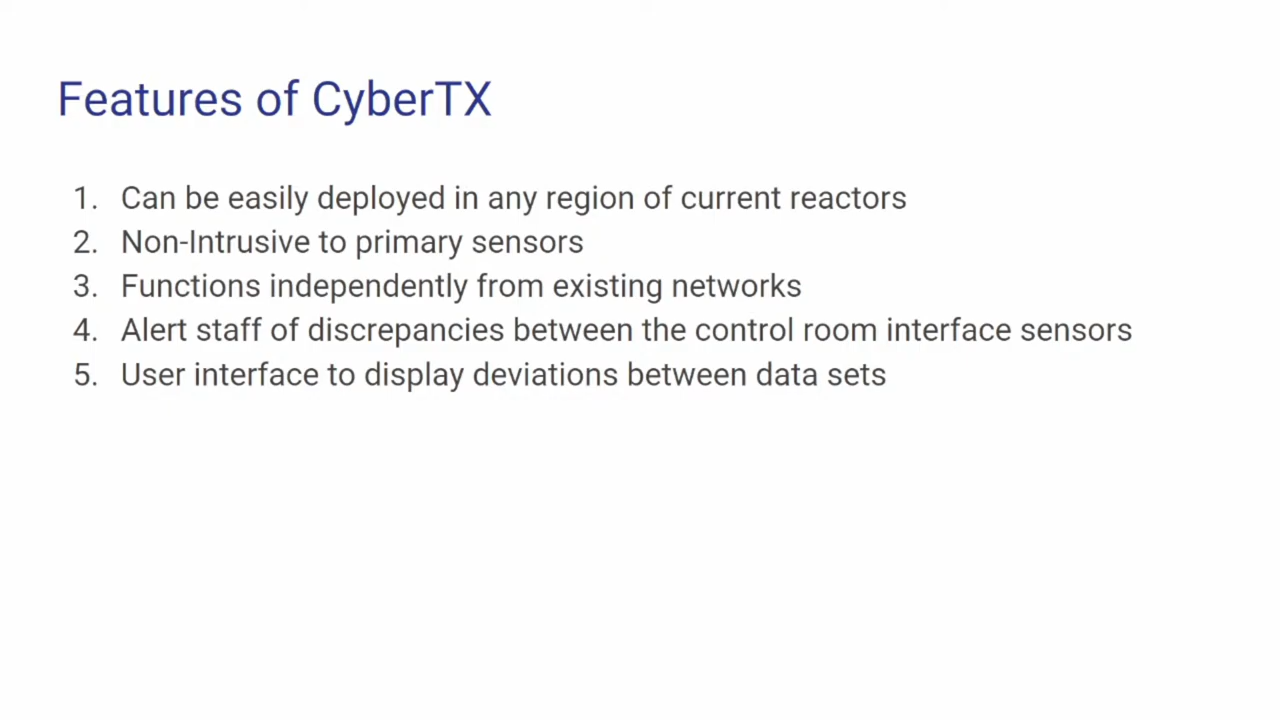 Features of CyberTX
1. Can be easily deployed in any region of current reactors
2. Non-Intrusive to primary sensors
3. Functions independently from existing networks
4. Alert staff of discrepancies between the control room interface sensors
5. User interface to display deviations between data sets